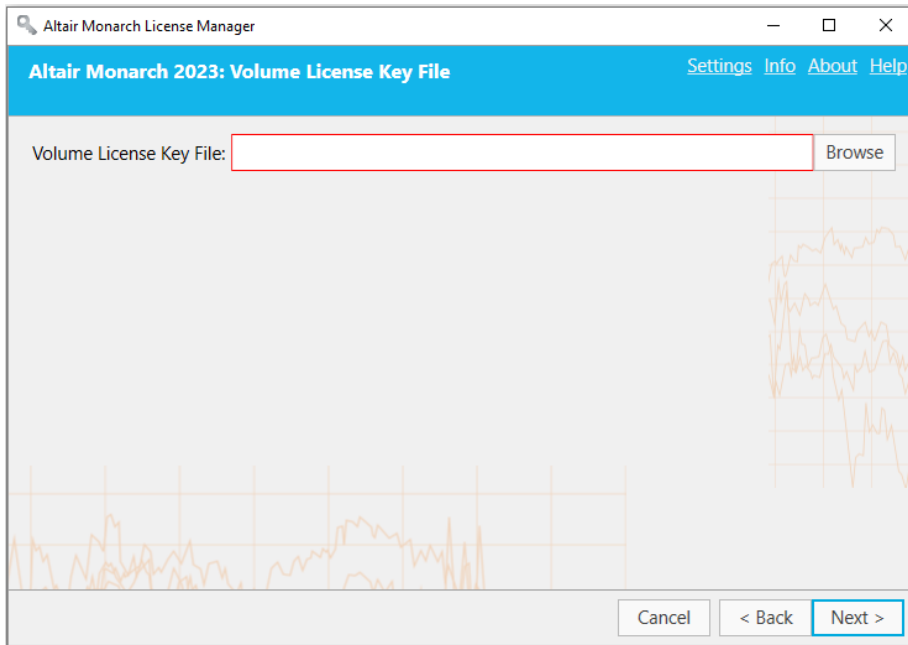 Altair Monarch License Manager
Altair Monarch 2023: Volume License Key File
Settings Info About Help
Volume License Key File:
Browse
Cancel
< Back
Next >